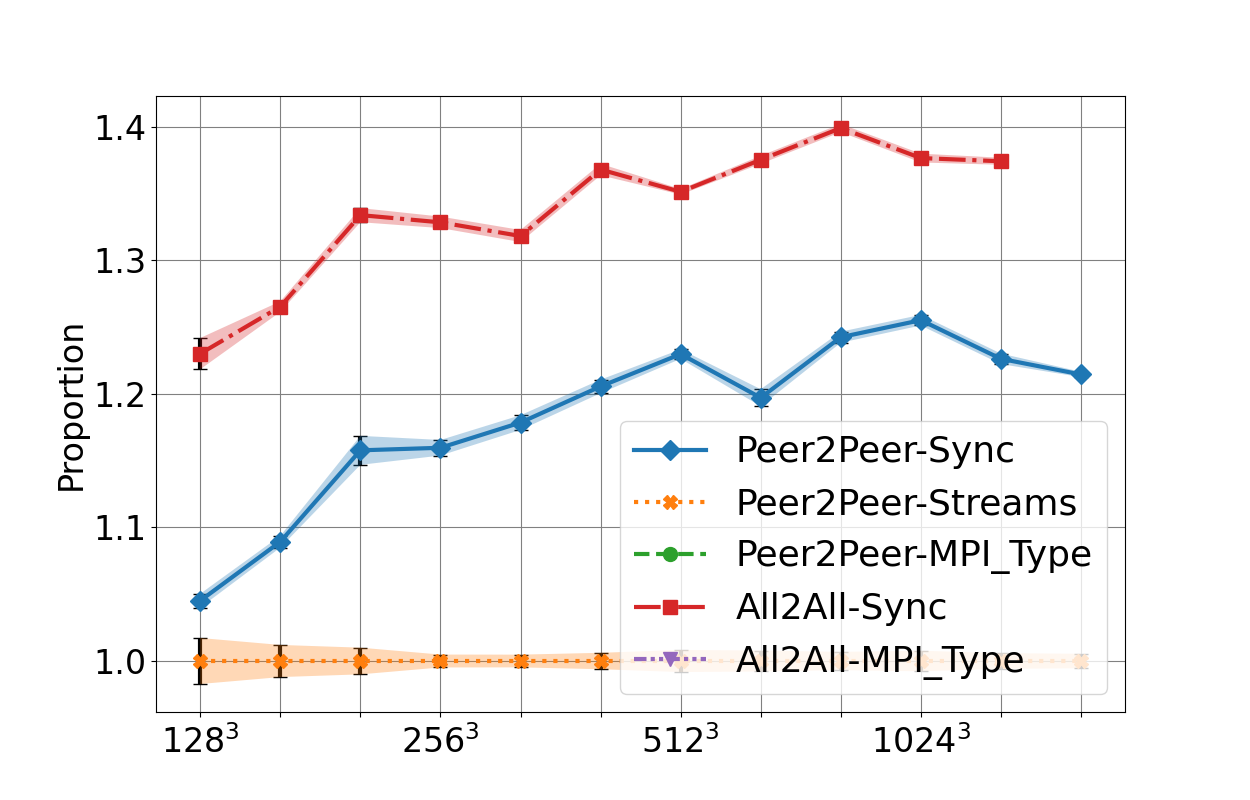 1.4
1.3
1.2
1.1
1.0
Proportion
128³
256³
512³
1024³
Peer2Peer-Sync
Peer2Peer-Streams
Peer2Peer-MPI_Type
All2All-Sync
All2All-MPI_Type